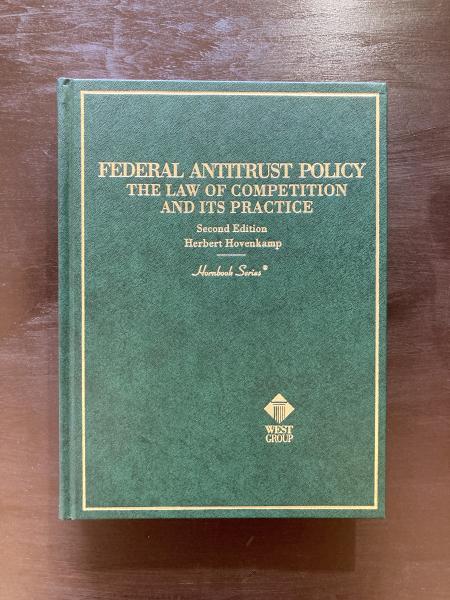 FEDERAL ANTITRUST POLICY
THE LAW OF COMPETITION
AND ITS PRACTICE
Second Edition
Herbert Hovenkamp
Hornbook Series®
WEST
GROUP